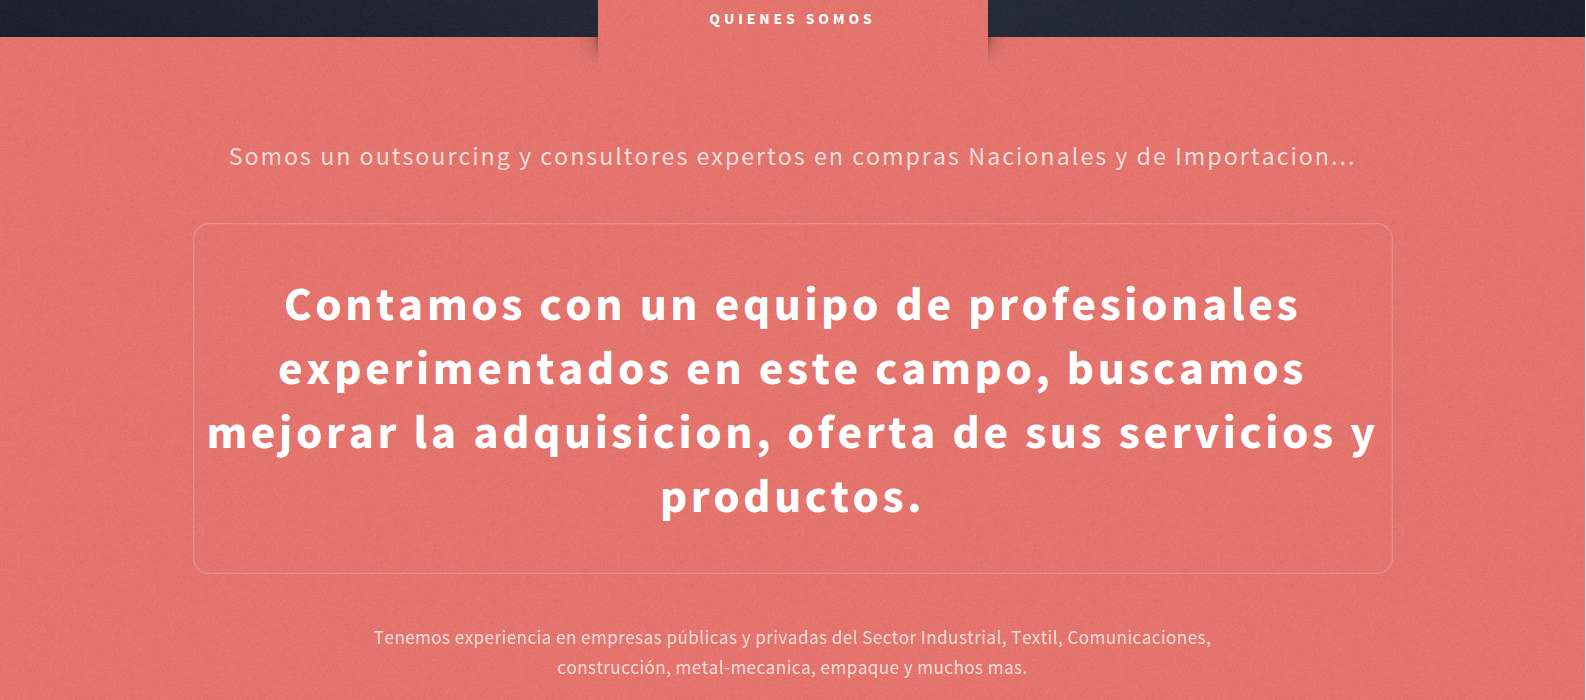 QUIENES SOMOS
Somos un outsourcing y consultores expertos en compras Nacionales y de Importacion...
Contamos con un equipo de profesionales
experimentados en este campo, buscamos
mejorar la adquisicion, oferta de sus servicios y
productos.
Tenemos experiencia en empresas públicas y privadas del Sector Industrial, Textil, Comunicaciones,
construcción, metal-mecanica, empaque y muchos mas.